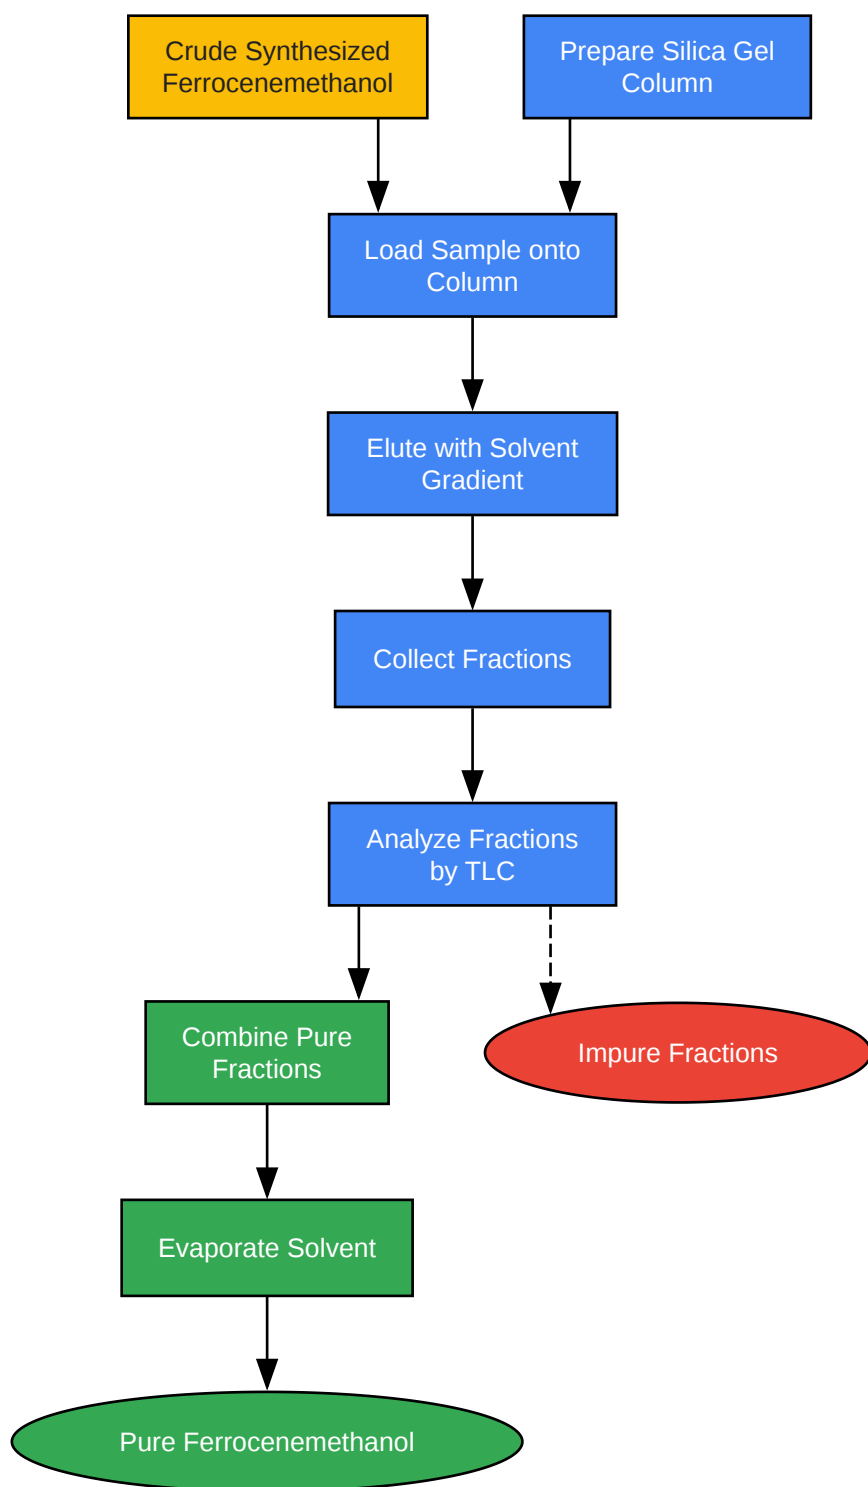 Crude Synthesized
Ferrocenemethanol
Prepare Silica Gel
Column
Load Sample onto
Column
Elute with Solvent
Gradient
Collect Fractions
Analyze Fractions
by TLC
Combine Pure
Fractions
Impure Fractions
Evaporate Solvent
Pure Ferrocenemethanol